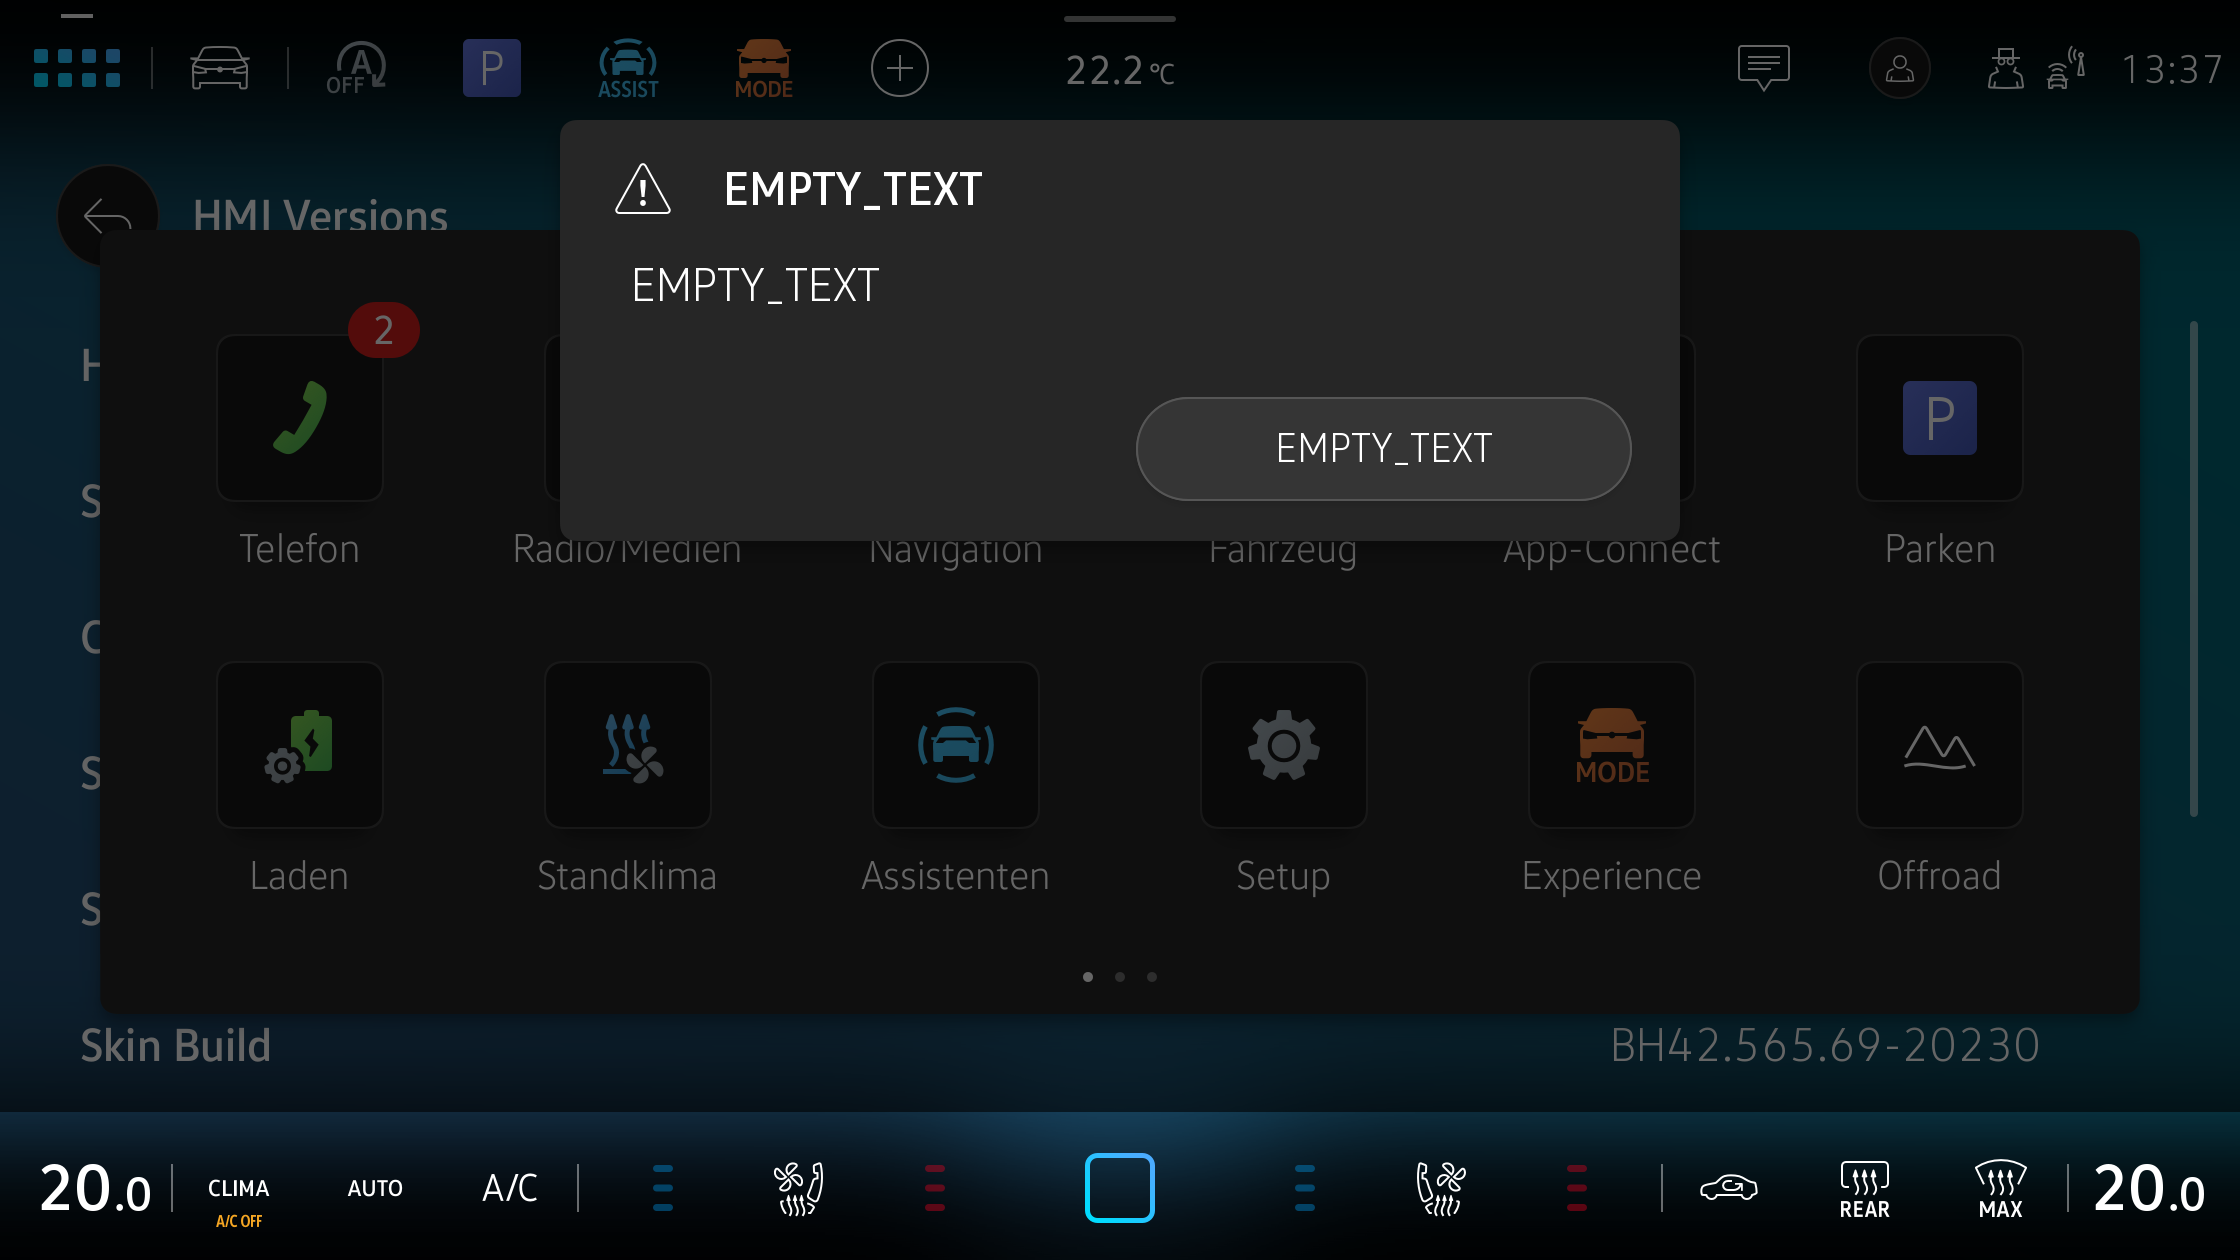 A
OFF
P
ASSIST
MODE
22.2 °C
13:37
EMPTY_TEXT
HMI Versions
EMPTY_TEXT
2
H
P
EMPTY_TEXT
S
Telefon
Radio/Medien
Navigation
Fahrzeug
App-Connect
Parken
S
MODE
Laden
Standklima
Assistenten
Setup
Experience
Offroad
S
Skin Build
BH42.565.69-20230
20.0
CLIMA
A/C OFF
AUTO
A/C
REAR
MAX
20.0